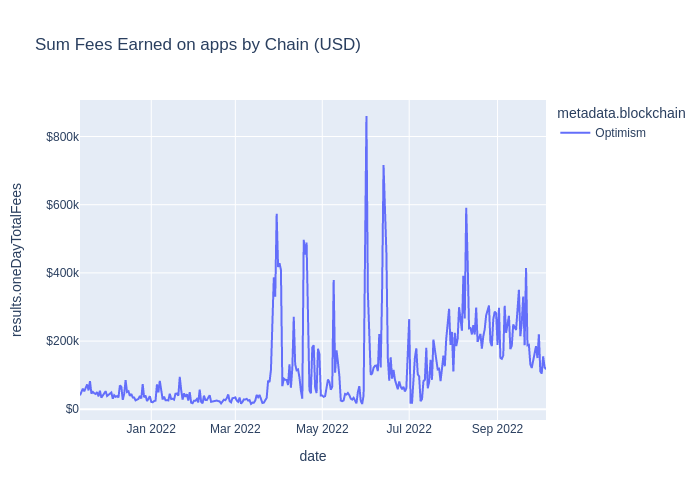 Sum Fees Earned on apps by Chain (USD)
metadata.blockchain
Optimism
$800k
$600k
$400k
$200k
$0
results.oneDayTotalFees
Jan 2022
Mar 2022
May 2022
Jul 2022
Sep 2022
date